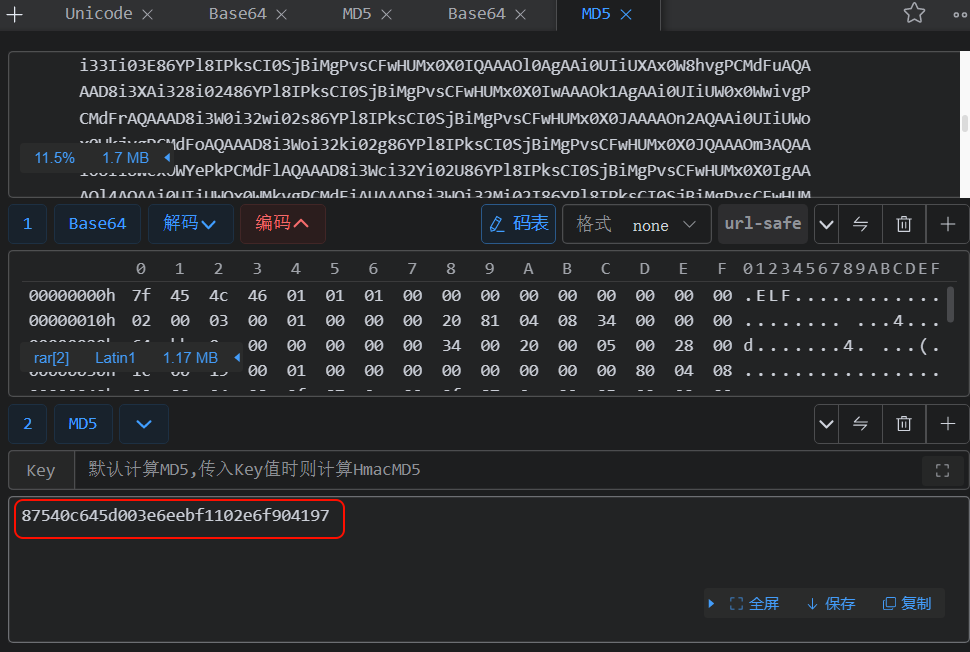 Unicode × Base64 × MD5 × Base64 × MD5 ×
i33Ii03E86YPl8IPksCI0SjBiMgPvsCFwHUMx0X0IQAAAOl0AgAAi0UIiUXAx0W8hvgPCMdFuAQA
AAD8i3XAi328i02486YPl8IPksCI0SjBiMgPvsCFwHUMx0X0IwAAAOk1AgAAi0UIiUW0x0WwivgP
CMdFrAQAAAD8i3W0i32wi02s86YPl8IPksCI0SjBiMgPvsCFwHUMx0X0JAAAAOn2AQAAi0UIiUWo
MdFoAQAAAD8i3Woi32ki02g86YPl8IPksCI0SjBiMgPvsCFwHUMx0X0JQAAAOm3AQAA
11.5% 1.7 MB
WYePkPCMdFlAQAAAD8i3Wci32Yi02U86YPl8IPksCI0SjBiMgPvsCFwHUMx0X0IgAA
1 Base64 解码 编码 码表 格式 none url-safe
0 1 2 3 4 5 6 7 8 9 A B C D E F 0123456789ABCDEF
00000000h 7f 45 4c 46 01 01 01 00 00 00 00 00 00 00 00 00 .ELF............
00000010h 02 00 03 00 01 00 00 00 20 81 04 08 34 00 00 00 ........ ...4...
00 00 00 00 00 34 00 20 00 05 00 28 00 d.......4. ...(.
rar[2] Latin1 1.17 MB
00 01 00 00 00 00 00 00 00 00 80 04 08 ................
2 MD5
Key 默认计算MD5,传入Key值时则计算HmacMD5
87540c645d003e6eebf1102e6f904197
全屏 保存 复制